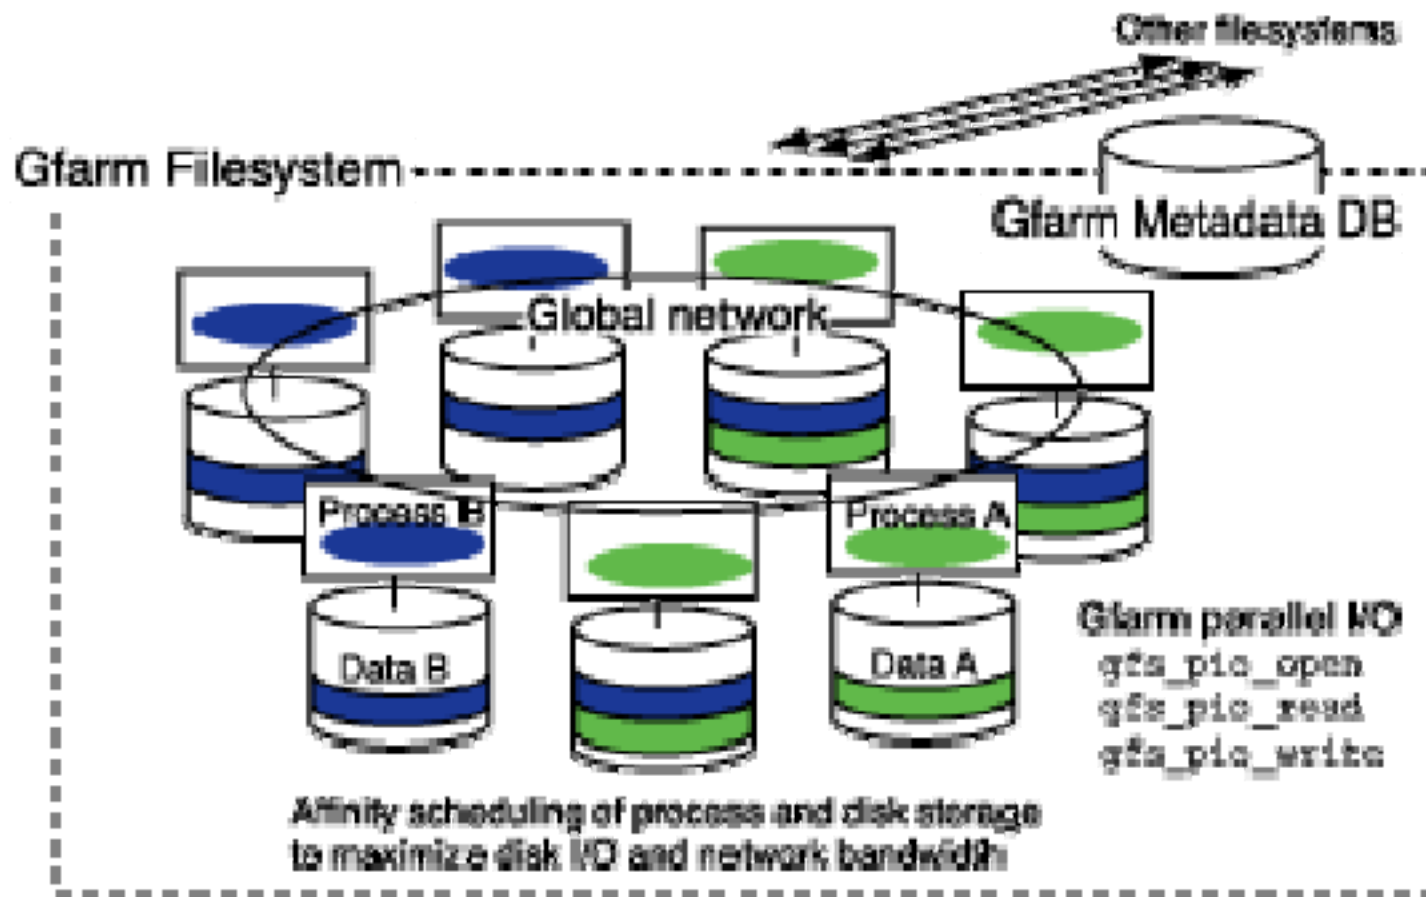 Other filesystems
Gfarm Filesystem
Gfarm Metadata DB
Global network
Process B
Process A
Data B
Data A
Gfarm parallel I/O
gfs_pio_open
gfs_pio_read
gfs_pio_write
Affinity scheduling of process and disk storage
to maximize disk I/O and network bandwidth